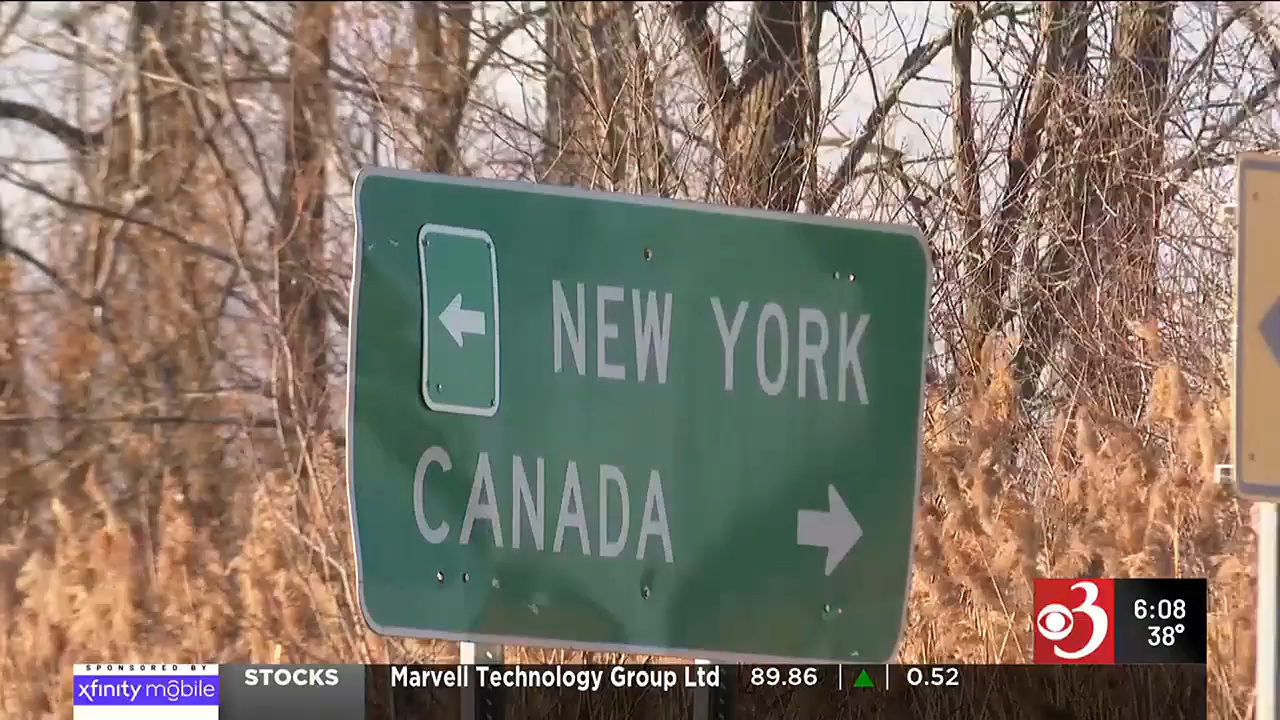 NEW YORK
CANADA
3
6:08
38°
SPONSORED BY
xfinity mobile
STOCKS
Marvell Technology Group Ltd 89.86 0.52